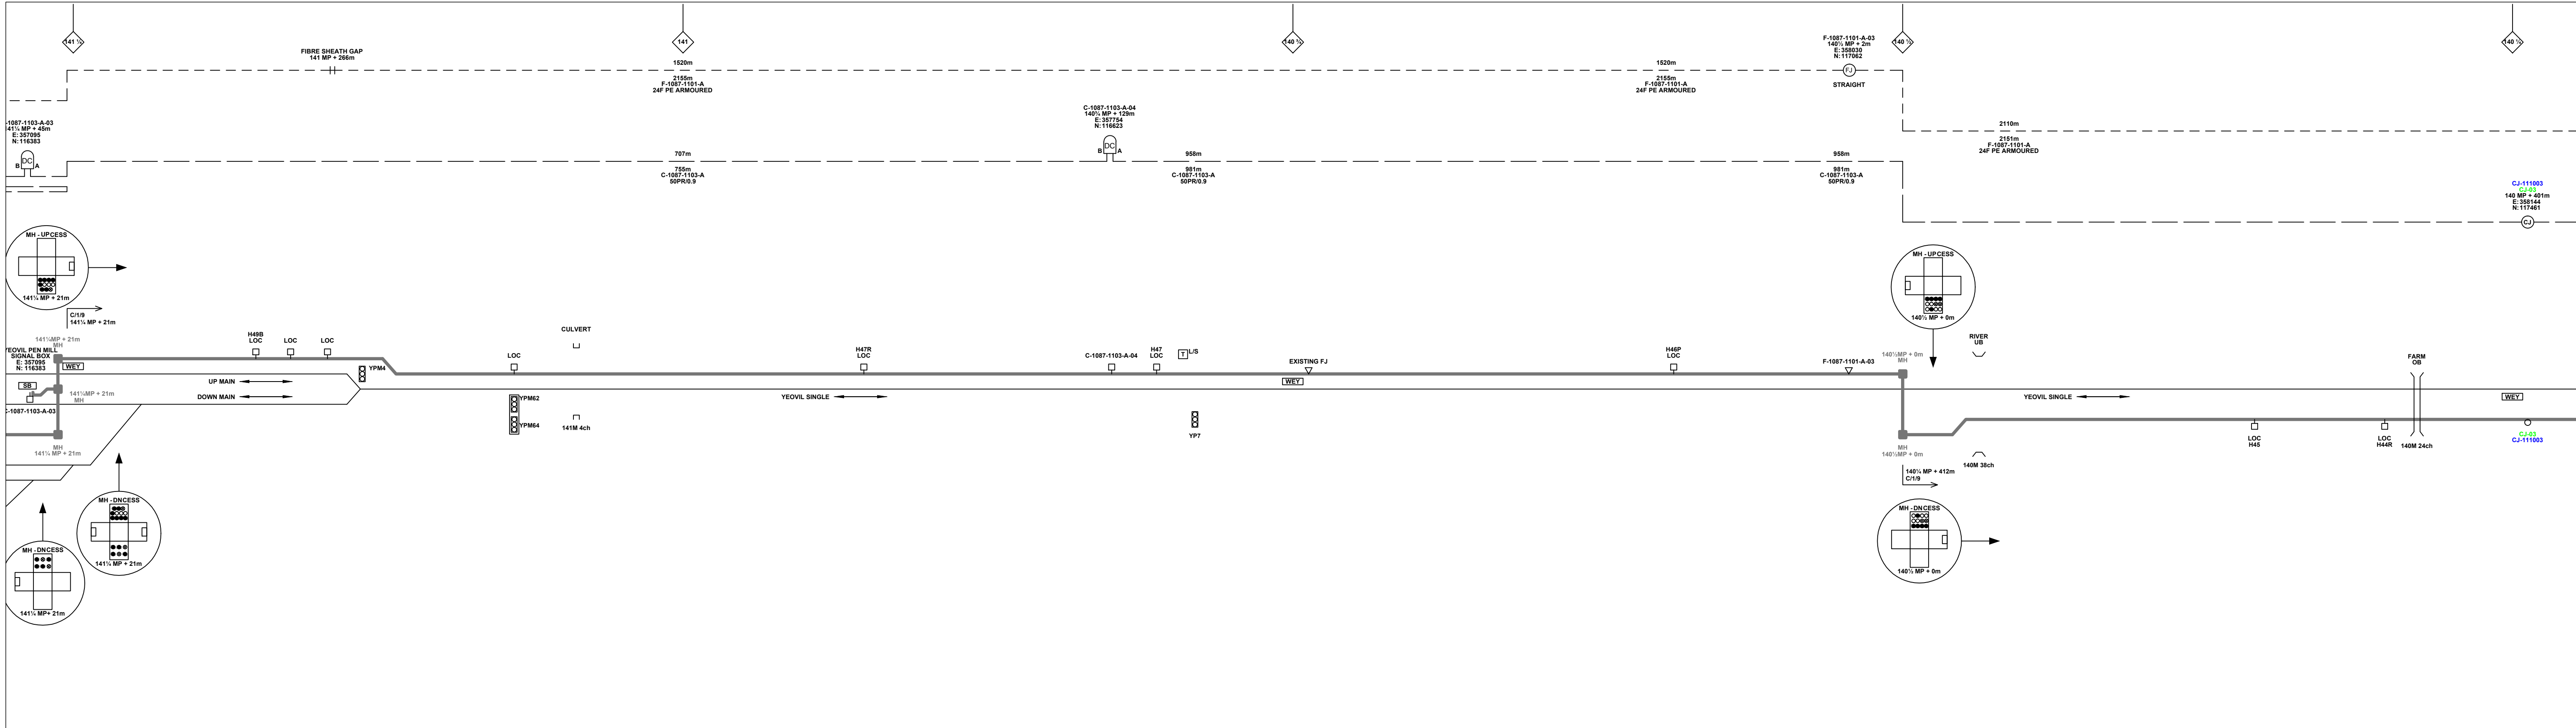 141
FIBRE SHEATH GAP
141 MP + 266m
1520m
2155m
F-1087-1101-A
24F PE ARMOURED
1520m
2155m
F-1087-1101-A
24F PE ARMOURED
F-1087-1101-A-03
140½ MP + 2m
E: 358030
N: 117062
FJ
STRAIGHT
2110m
2151m
F-1087-1101-A
24F PE ARMOURED
-1087-1103-A-03
41¼ MP + 45m
E: 357095
N: 116383
DC
B
A
707m
755m
C-1087-1103-A
50PR/0.9
C-1087-1103-A-04
140¾ MP + 129m
E: 357754
N: 116623
DC
B
A
958m
981m
C-1087-1103-A
50PR/0.9
958m
981m
C-1087-1103-A
50PR/0.9
CJ-111003
CJ-03
140 MP + 401m
E: 358144
N: 117461
CJ
MH - UPCESS
141¼ MP + 21m
C/1/9
141¼ MP + 21m
MH - UPCESS
140½ MP + 0m
141¼MP + 21m
MH
YEOVIL PEN MILL
SIGNAL BOX
E: 357095
N: 116383
WEY
SB
C-1087-1103-A-03
141¼MP + 21m
MH
MH
141¼ MP + 21m
H49B
LOC
LOC
LOC
UP MAIN
DOWN MAIN
YPM4
LOC
YPM62
YPM64
CULVERT
141M 4ch
H47R
LOC
YEOVIL SINGLE
C-1087-1103-A-04
H47
LOC
T
L/S
YP7
EXISTING FJ
WEY
H46P
LOC
F-1087-1101-A-03
140½MP + 0m
MH
RIVER
UB
MH
140½MP + 0m
140¼ MP + 412m
C/1/9
140M 38ch
YEOVIL SINGLE
LOC
H45
LOC
H44R
FARM
OB
140M 24ch
WEY
CJ-03
CJ-111003
MH - DNCESS
141¼ MP + 21m
MH - DNCESS
141¼ MP+ 21m
MH - DNCESS
140½ MP + 0m